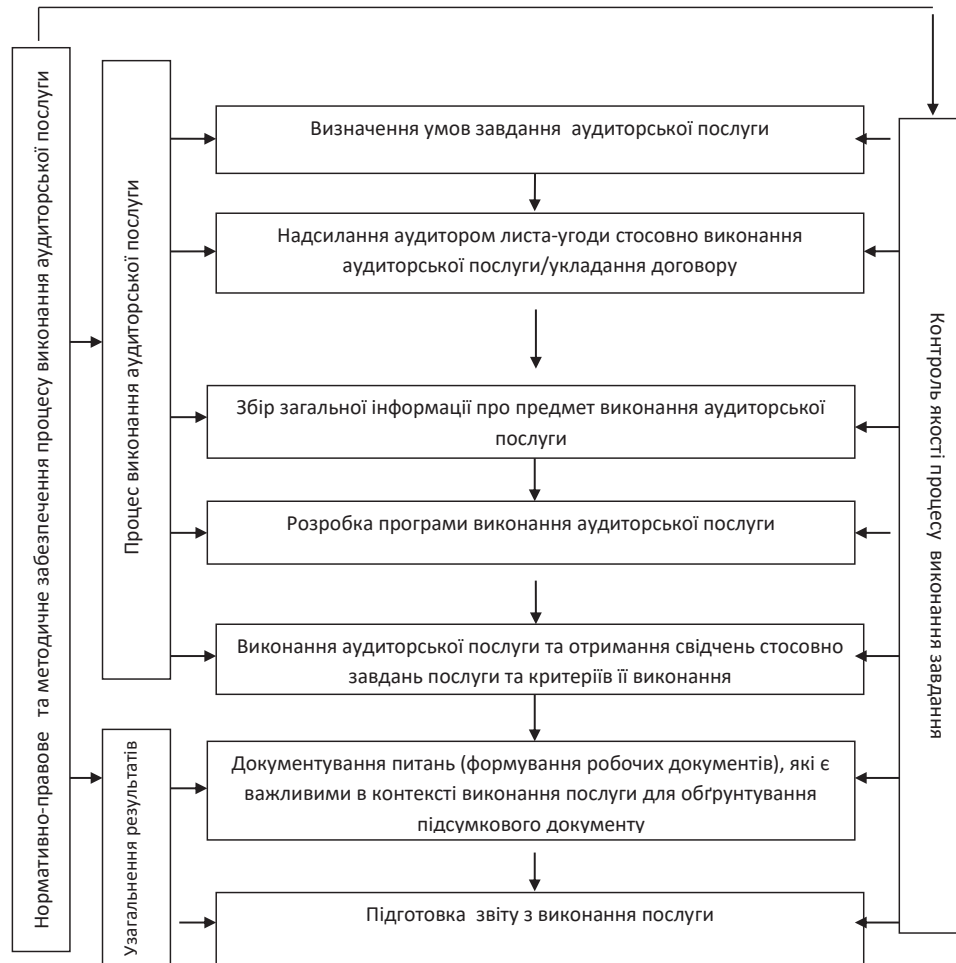 Нормативно-правове та методичне забезпечення процесу виконання аудиторської послуги
Процес виконання аудиторської послуги
Визначення умов завдання аудиторської послуги
Надсилання аудитором листа-угоди стосовно виконання
аудиторської послуги/укладання договору
Збір загальної інформації про предмет виконання аудиторської
послуги
Розробка програми виконання аудиторської послуги
Виконання аудиторської послуги та отримання свідчень стосовно
завдань послуги та критеріїв її виконання
Узагальнення результатів
Документування питань (формування робочих документів), які є
важливими в контексті виконання послуги для обґрунтування
підсумкового документу
Підготовка звіту з виконання послуги
Контроль якості процесу виконання завдання